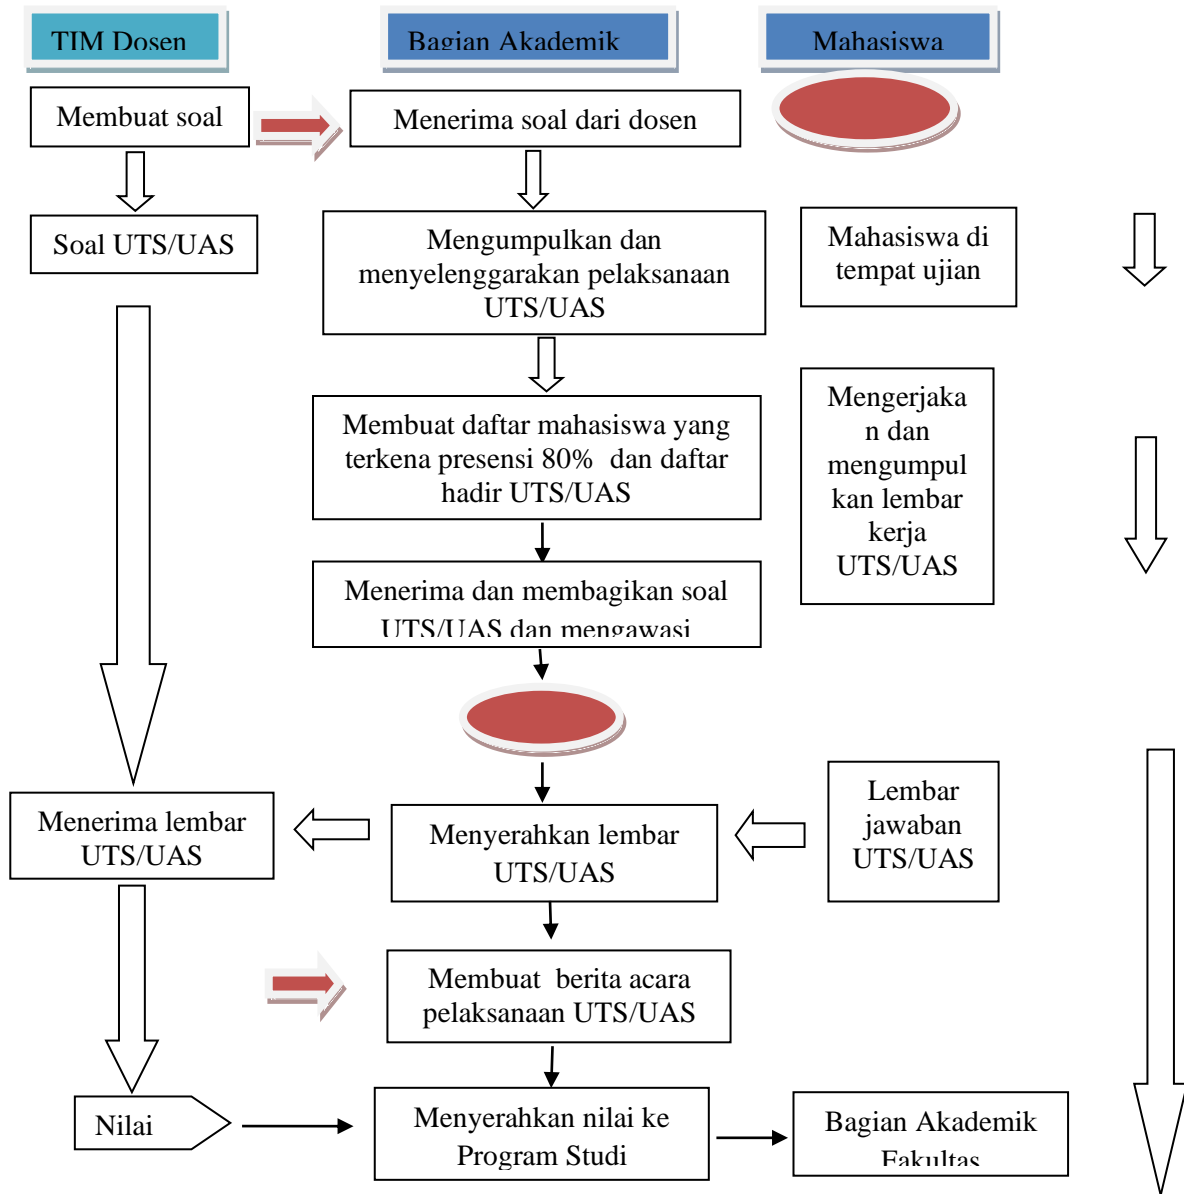 TIM Dosen
Bagian Akademik
Mahasiswa
Membuat soal
Menerima soal dari dosen
Soal UTS/UAS
Mengumpulkan dan
menyelenggarakan pelaksanaan
UTS/UAS
Mahasiswa di
tempat ujian
Membuat daftar mahasiswa yang
terkena presensi 80%  dan daftar
hadir UTS/UAS
Mengerjaka
n dan
mengumpul
kan lembar
kerja
UTS/UAS
Menerima dan membagikan soal
UTS/UAS dan mengawasi
Menerima lembar
UTS/UAS
Menyerahkan lembar
UTS/UAS
Lembar
jawaban
UTS/UAS
Membuat  berita acara
pelaksanaan UTS/UAS
Nilai
Menyerahkan nilai ke
Program Studi
Bagian Akademik
Fakultas